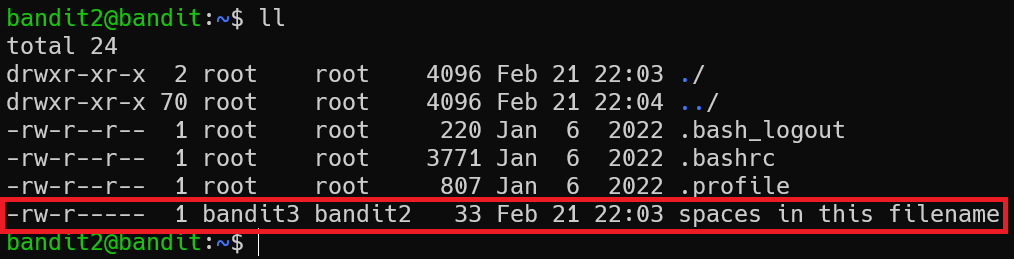 bandit2@bandit:~$ ll
total 24
drwxr-xr-x  2 root    root    4096 Feb 21 22:03 ./
drwxr-xr-x 70 root    root    4096 Feb 21 22:04 ../
-rw-r--r--  1 root    root     220 Jan  6  2022 .bash_logout
-rw-r--r--  1 root    root    3771 Jan  6  2022 .bashrc
-rw-r--r--  1 root    root     807 Jan  6  2022 .profile
-rw-r-----  1 bandit3 bandit2   33 Feb 21 22:03 spaces in this filename
bandit2@bandit:~$